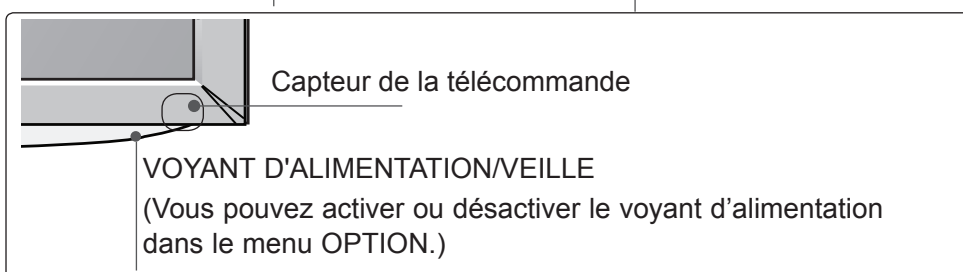 Capteur de la télécommande
VOYANT D'ALIMENTATION/VEILLE
(Vous pouvez activer ou désactiver le voyant d’alimentation
dans le menu OPTION.)